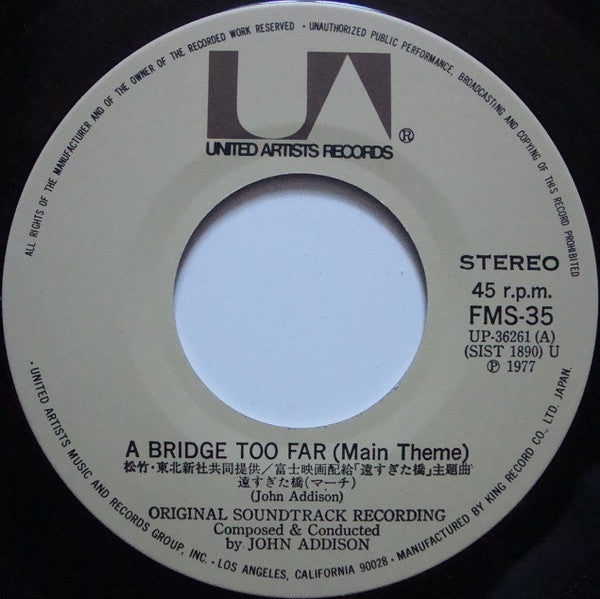 ALL RIGHTS OF THE MANUFACTURER AND OF THE OWNER OF THE RECORDED WORK RESERVED • UNAUTHORIZED PUBLIC PERFORMANCE, BROADCASTING AND COPYING OF THIS RECORD PROHIBITED
UA®
UNITED ARTISTS RECORDS
STEREO
45 r.p.m.
FMS-35
UP-36261 (A)
(SIST 1890) U
Ⓟ 1977
A BRIDGE TOO FAR (Main Theme)
松竹・東北新社共同提供/富士映画配給「遠すぎた橋」主題曲
遠すぎた橋(マーチ)
(John Addison)
ORIGINAL SOUNDTRACK RECORDING
Composed & Conducted
by JOHN ADDISON
• UNITED ARTISTS MUSIC AND RECORDS GROUP, INC. • LOS ANGELES, CALIFORNIA 90028 • MANUFACTURED BY KING RECORD CO., LTD. JAPAN.